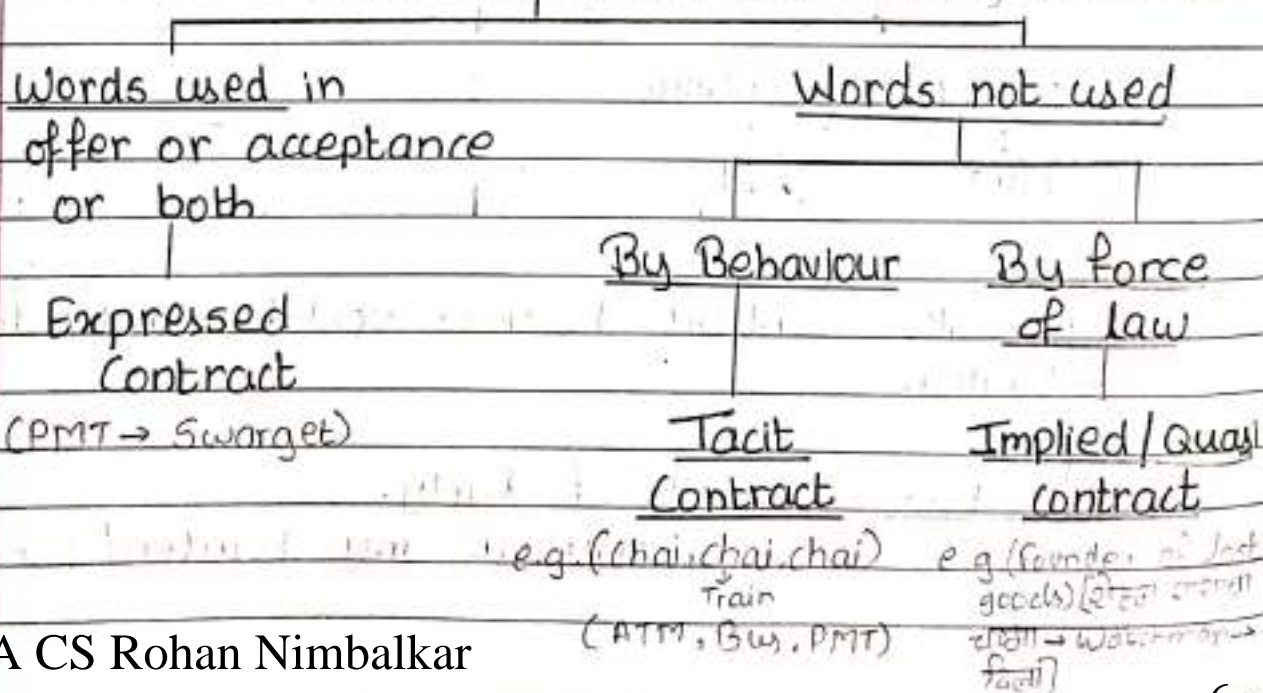 Words used in
offer or acceptance
or both
Expressed
Contract
(PMT → Swarget)
Words not used
By Behaviour
Tacit
Contract
e.g. (chai, chai, chai)
Train
(ATM, Bus, PMT)
By force
of law
Implied/Quasi
contract
e g (founder of lost
goods)
A CS Rohan Nimbalkar